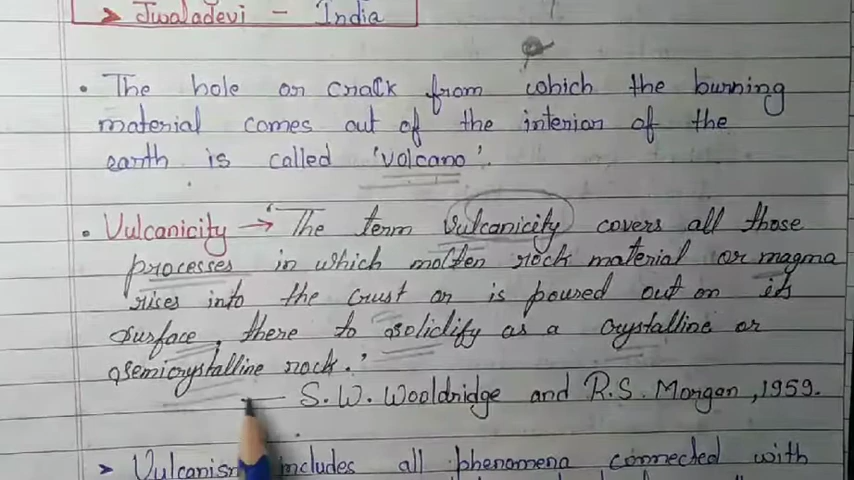 ➤ Jwaladevi - India
• The hole or crack from which the burning
material comes out of the interior of the
earth is called 'volcano'.
• Vulcanicity → 'The term vulcanicity covers all those
processes in which molten rock material or magma
rises into the crust or is poured out on its
surface, there to solidify as a crystalline or
semicrystalline rock.'
— S.W. Wooldridge and R.S. Morgan, 1959.
➤ Vulcanism includes all phenomena connected with